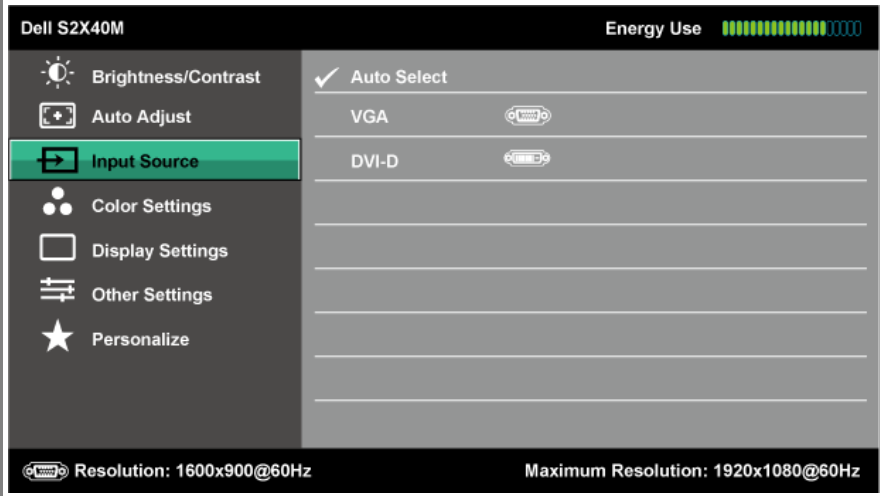 Dell S2X40M Energy Use
Brightness/Contrast Auto Select
Auto Adjust VGA
Input Source DVI-D
Color Settings
Display Settings
Other Settings
Personalize
Resolution: 1600x900@60Hz Maximum Resolution: 1920x1080@60Hz